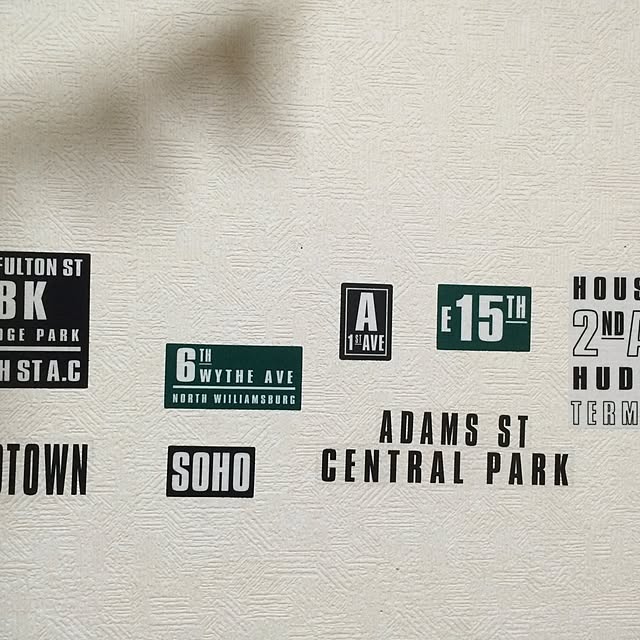 FULTON ST
BK
PARK
ST A.C
6TH
WYTHE AVE
NORTH WILLIAMSBURG
SOHO
A
1ST AVE
E 15TH
ADAMS ST
CENTRAL PARK
HOUS
2ND A
HUD
TERM
OTOWN